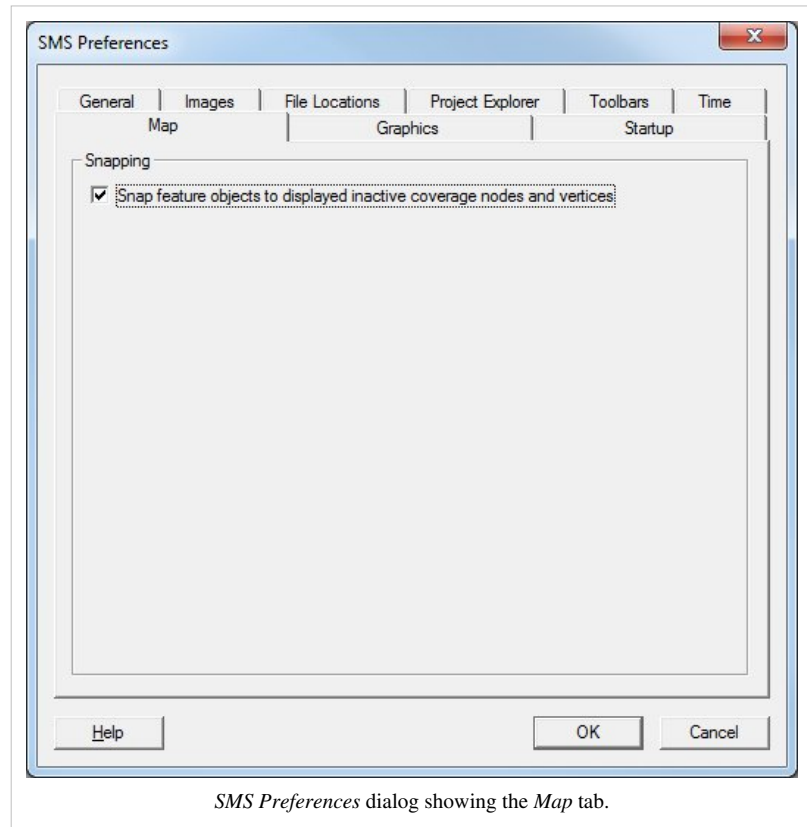 SMS Preferences
General Images File Locations Project Explorer Toolbars Time
Map Graphics Startup
Snapping
Snap feature objects to displayed inactive coverage nodes and vertices
Help OK Cancel
SMS Preferences dialog showing the Map tab.